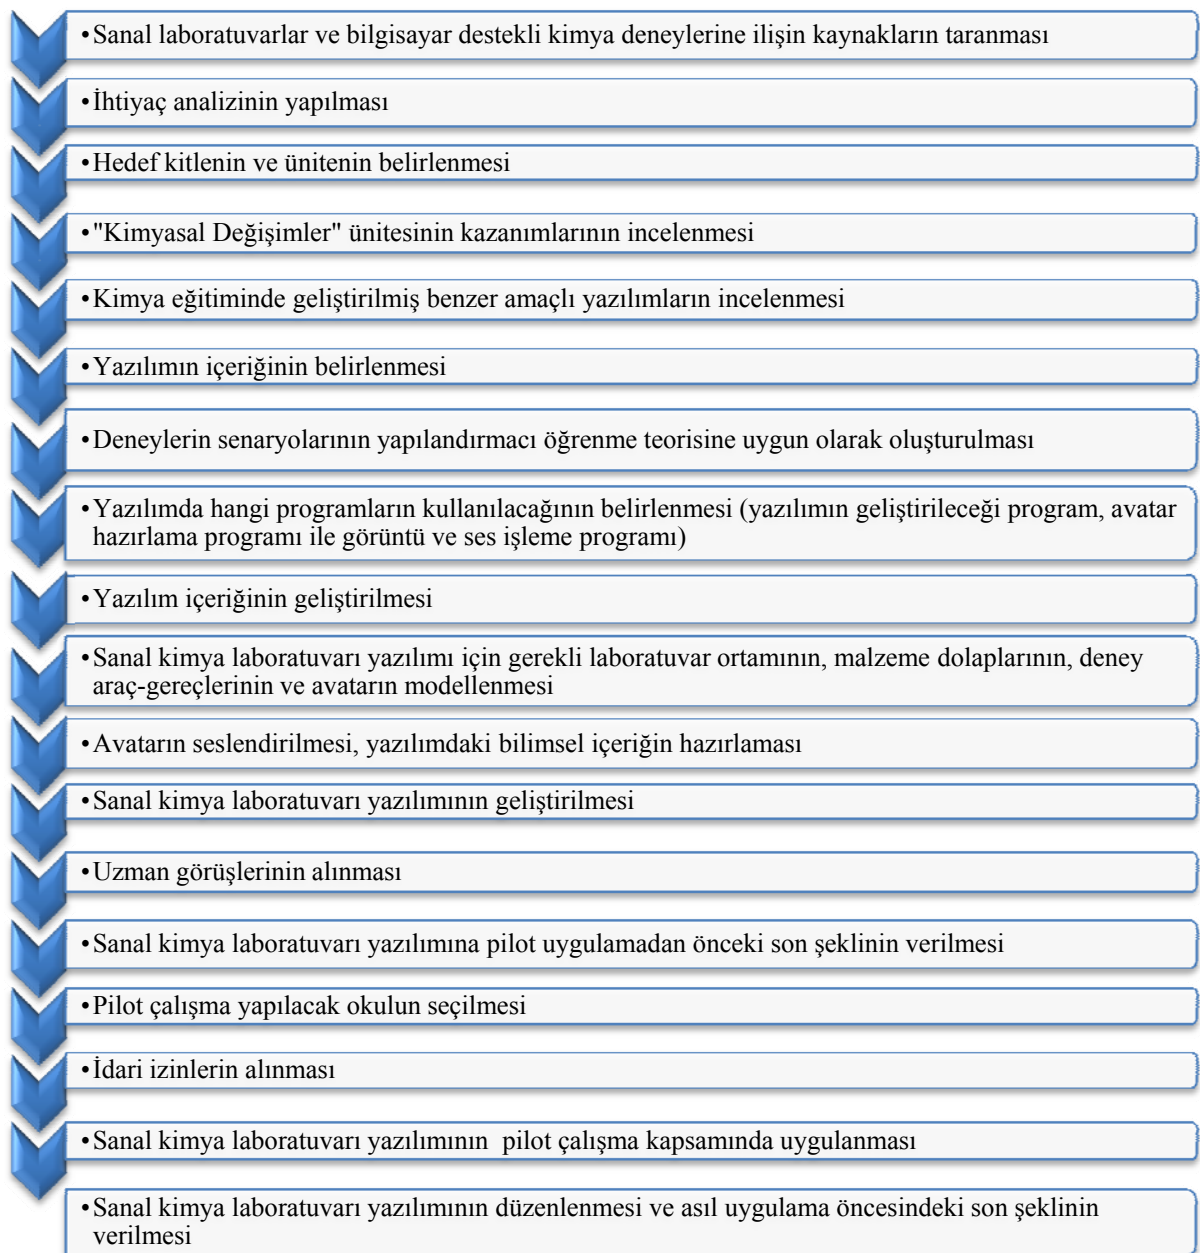 •Sanal laboratuvarlar ve bilgisayar destekli kimya deneylerine ilişin kaynakların taranması
•İhtiyaç analizinin yapılması
•Hedef kitlenin ve ünitenin belirlenmesi
•"Kimyasal Değişimler" ünitesinin kazanımlarının incelenmesi
•Kimya eğitiminde geliştirilmiş benzer amaçlı yazılımların incelenmesi
•Yazılımın içeriğinin belirlenmesi
•Deneylerin senaryolarının yapılandırmacı öğrenme teorisine uygun olarak oluşturulması
•Yazılımda hangi programların kullanılacağının belirlenmesi (yazılımın geliştirileceği program, avatar
hazırlama programı ile görüntü ve ses işleme programı)
•Yazılım içeriğinin geliştirilmesi
•Sanal kimya laboratuvarı yazılımı için gerekli laboratuvar ortamının, malzeme dolaplarının, deney
araç-gereçlerinin ve avatarın modellenmesi
•Avatarın seslendirilmesi, yazılımdaki bilimsel içeriğin hazırlaması
•Sanal kimya laboratuvarı yazılımının geliştirilmesi
•Uzman görüşlerinin alınması
•Sanal kimya laboratuvarı yazılımına pilot uygulamadan önceki son şeklinin verilmesi
•Pilot çalışma yapılacak okulun seçilmesi
•İdari izinlerin alınması
•Sanal kimya laboratuvarı yazılımının pilot çalışma kapsamında uygulanması
•Sanal kimya laboratuvarı yazılımının düzenlenmesi ve asıl uygulama öncesindeki son şeklinin
verilmesi